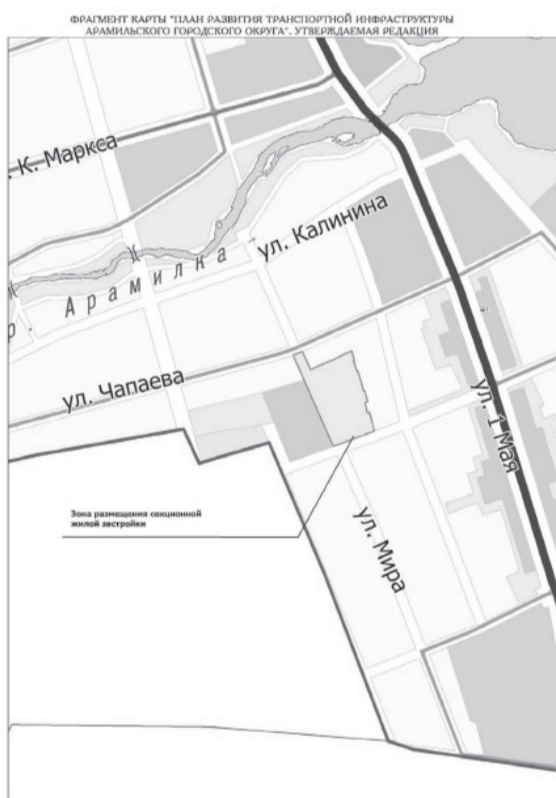 ФРАГМЕНТ КАРТЫ "ПЛАН РАЗВИТИЯ ТРАНСПОРТНОЙ ИНФРАСТРУКТУРЫ
АРАМИЛЬСКОГО ГОРОДСКОГО ОКРУГА". УТВЕРЖДАЕМАЯ РЕДАКЦИЯ
. К. Маркса
ул. Калинина
р. Арамилка
ул. Чапаева
ул. 1 Мая
Зона размещения секционной
жилой застройки
ул. Мира